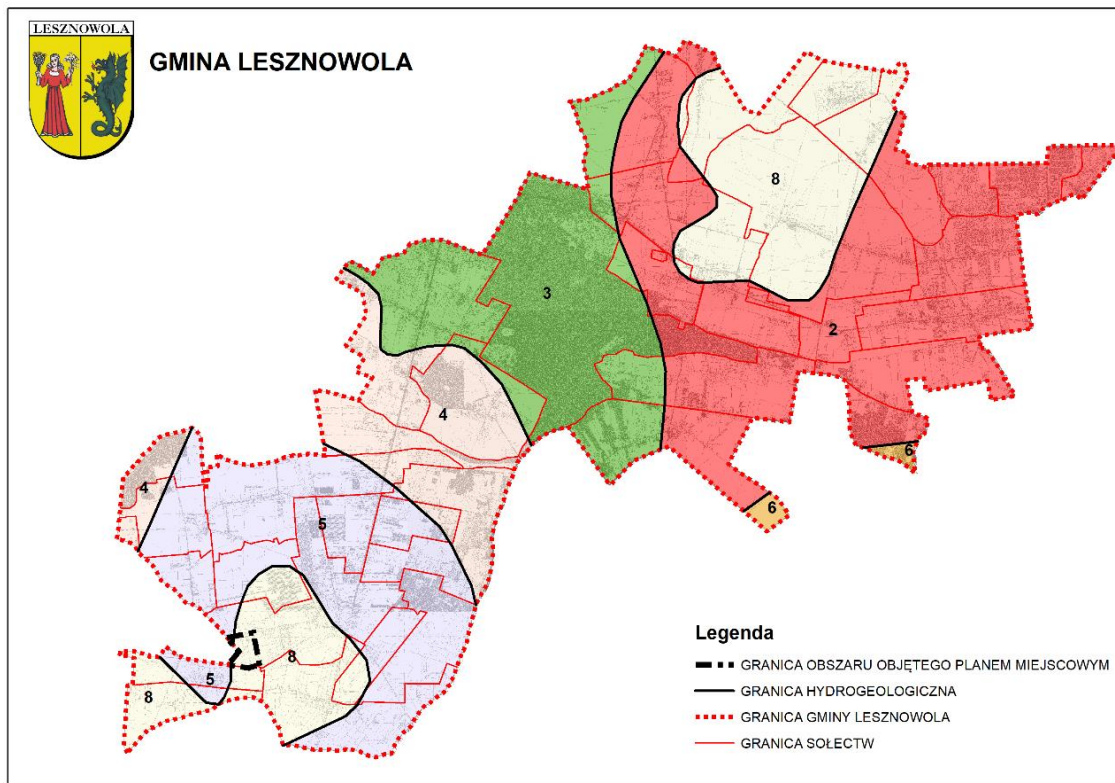 LESZNOWOLA
GMINA LESZNOWOLA
8
3
2
4
6
6
4
5
8
5
8
Legenda
GRANICA OBSZARU OBJĘTEGO PLANEM MIEJSCOWYM
GRANICA HYDROGEOLOGICZNA
GRANICA GMINY LESZNOWOLA
GRANICA SOŁECTW